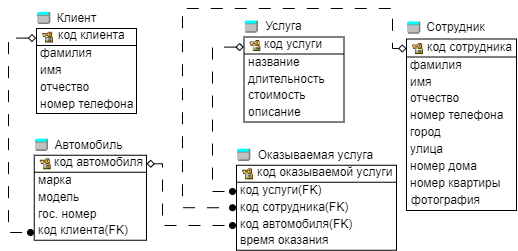 Клиент
код клиента
фамилия
имя
отчество
номер телефона
Услуга
код услуги
название
длительность
стоимость
описание
Сотрудник
код сотрудника
фамилия
имя
отчество
номер телефона
город
улица
номер дома
номер квартиры
фотография
Автомобиль
код автомобиля
марка
модель
гос. номер
код клиента(FK)
Оказываемая услуга
код оказываемой услуги
код услуги(FK)
код сотрудника(FK)
код автомобиля(FK)
время оказания